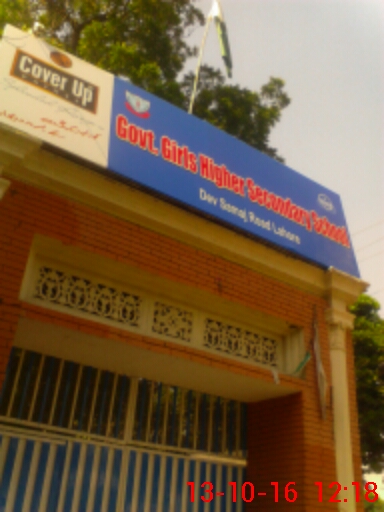 Cover Up
Govt. Girls Higher Secondary School
Dev Samaj Road Lahore
13-10-16 12:18